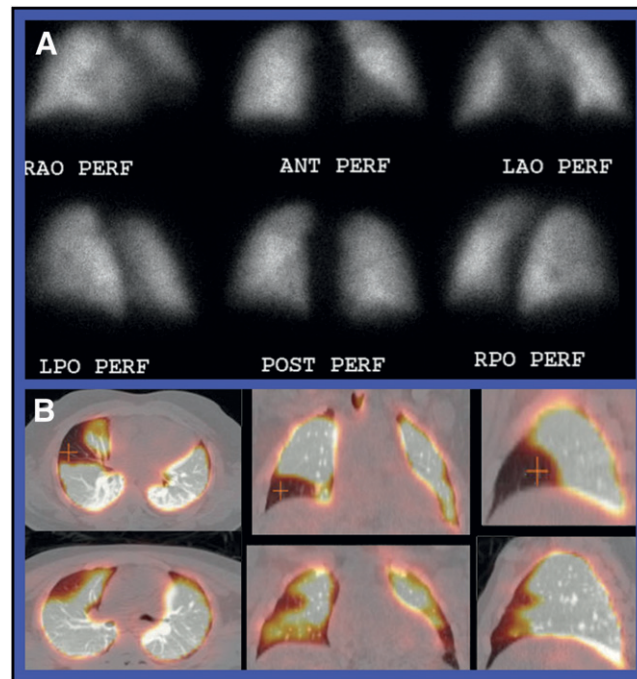 A
RAO PERF
ANT PERF
LAO PERF
LPO PERF
POST PERF
RPO PERF
B